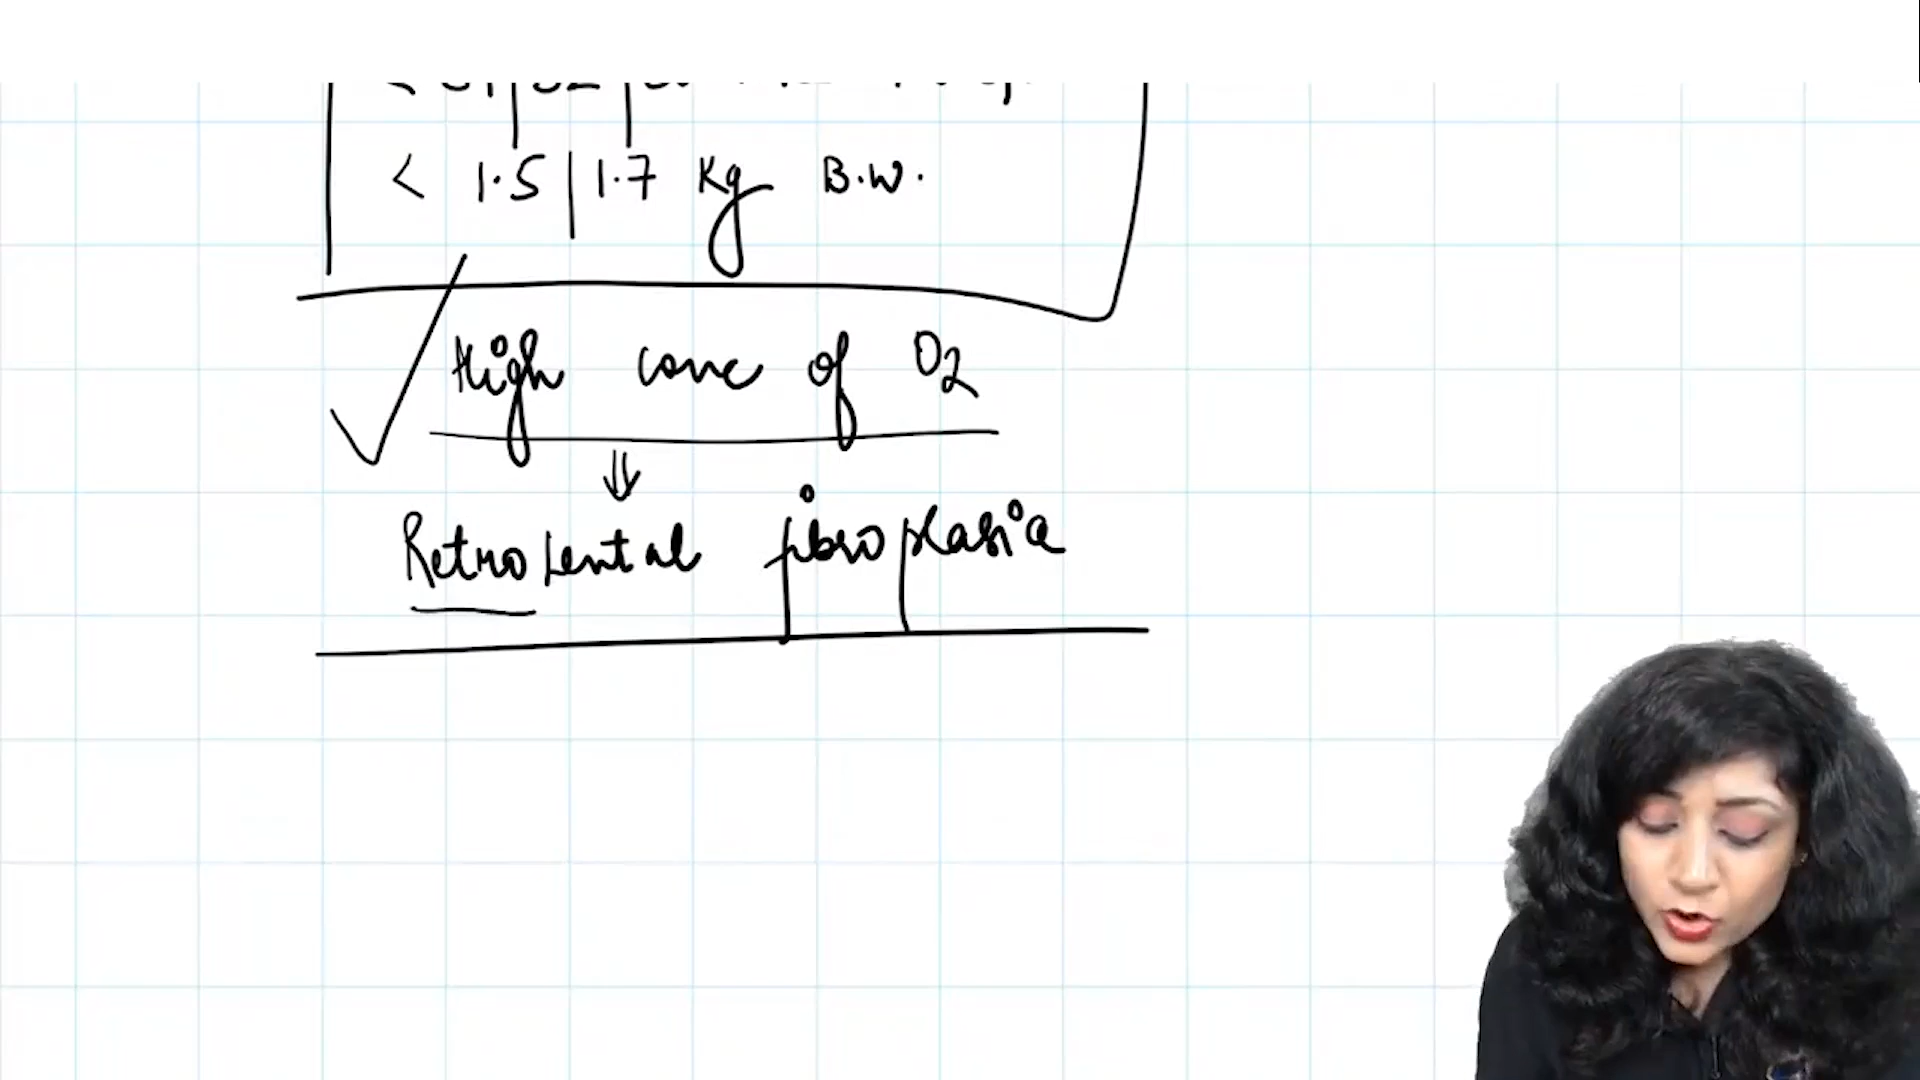 < 1.5 | 1.7 Kg B.W.
High conc of O2
⇓
Retrolental fibroplasia